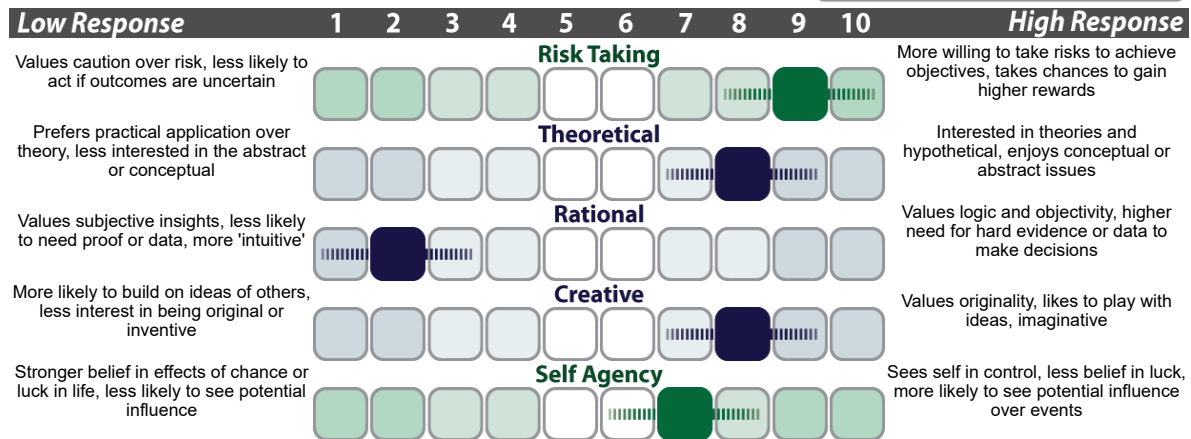 Low Response 1 2 3 4 5 6 7 8 9 10 High Response
Risk Taking
Values caution over risk, less likely to
act if outcomes are uncertain
More willing to take risks to achieve
objectives, takes chances to gain
higher rewards
Theoretical
Prefers practical application over
theory, less interested in the abstract
or conceptual
Interested in theories and
hypothetical, enjoys conceptual or
abstract issues
Rational
Values subjective insights, less likely
to need proof or data, more 'intuitive'
Values logic and objectivity, higher
need for hard evidence or data to
make decisions
Creative
More likely to build on ideas of others,
less interest in being original or
inventive
Values originality, likes to play with
ideas, imaginative
Self Agency
Stronger belief in effects of chance or
luck in life, less likely to see potential
influence
Sees self in control, less belief in luck,
more likely to see potential influence
over events